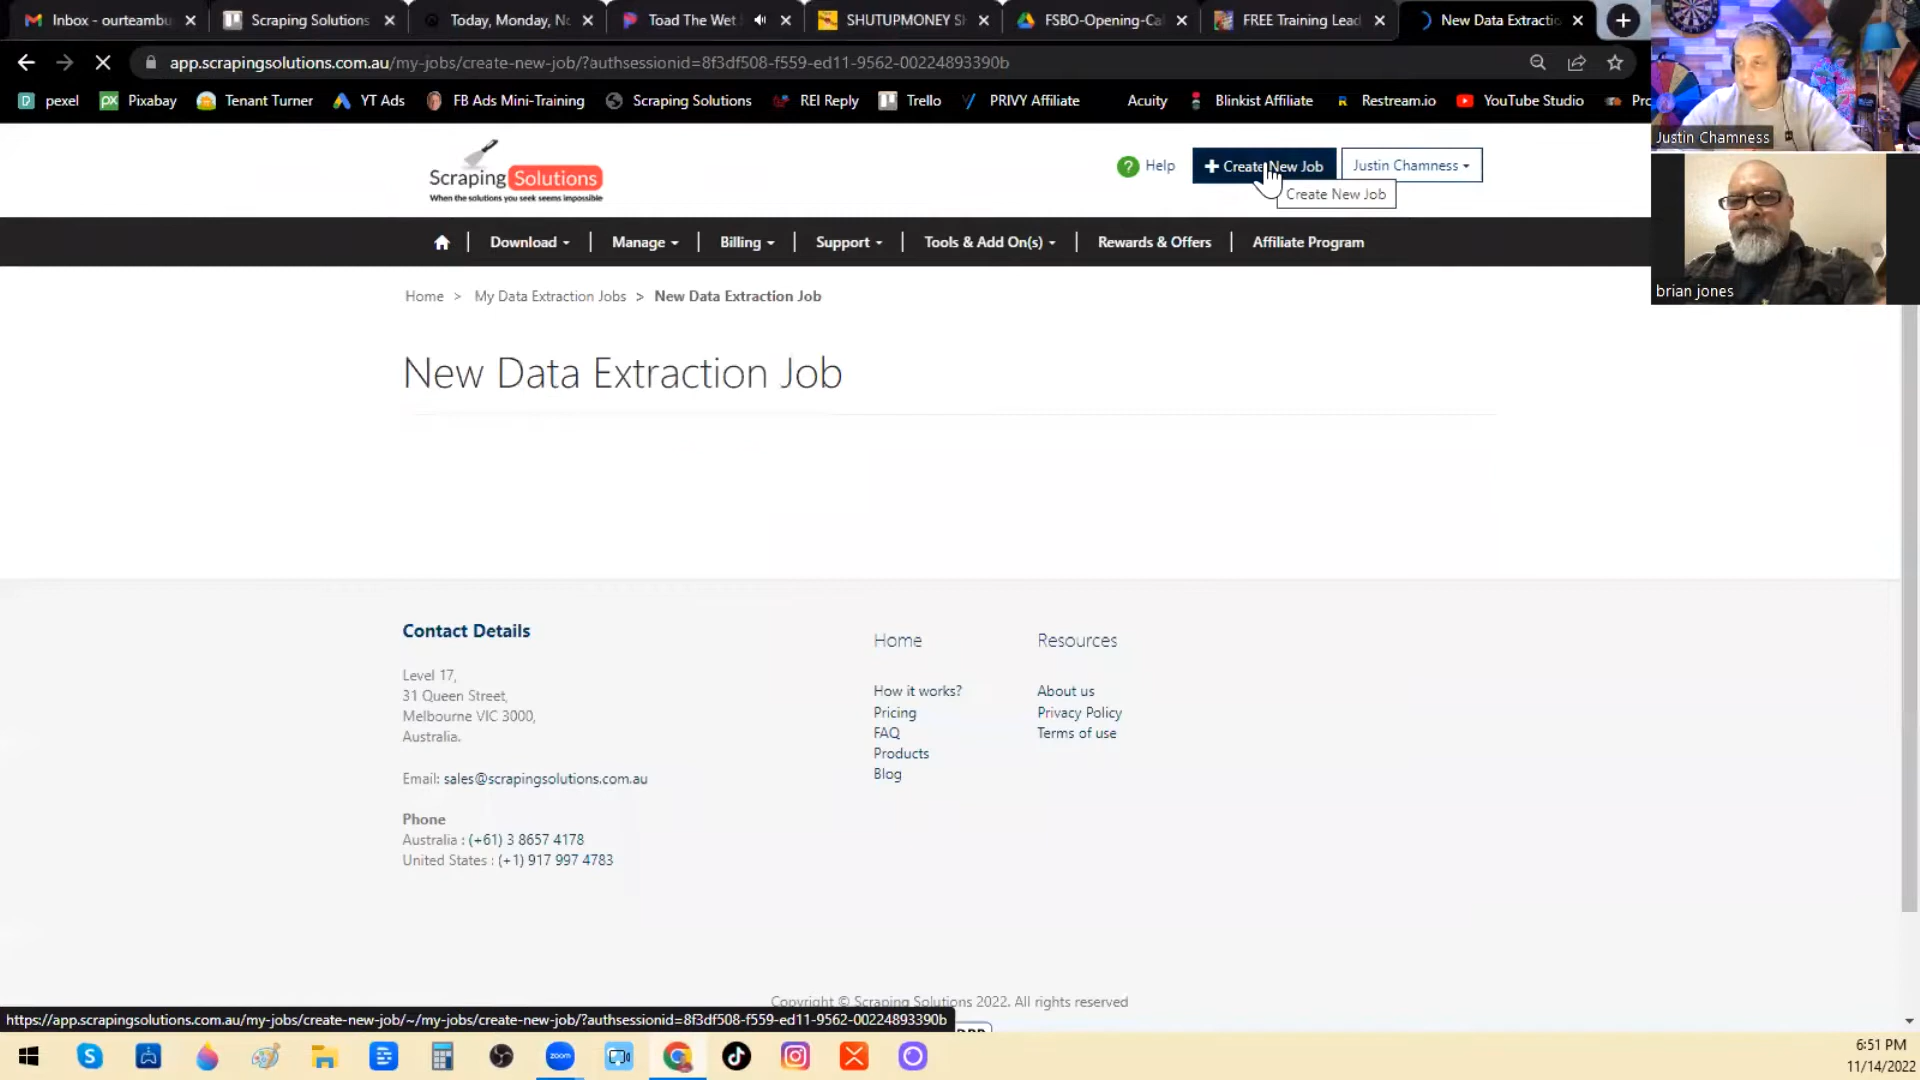 Inbox - ourteambu
Scraping Solutions
Today, Monday, No
Toad The Wet
SHUTUPMONEY S
FSBO-Opening-Ca
FREE Training Lead
New Data Extractio
app.scrapingsolutions.com.au/my-jobs/create-new-job/?authsessionid=8f3df508-f559-ed11-9562-00224893390b
pexel
Pixabay
Tenant Turner
YT Ads
FB Ads Mini-Training
Scraping Solutions
REI Reply
Trello
PRIVY Affiliate
Acuity
Blinkist Affiliate
Restream.io
YouTube Studio
Pro
Justin Chamness
brian jones
Scraping Solutions
When the solutions you seek seems impossible
? Help
+ Create New Job
Justin Chamness
Create New Job
Download
Manage
Billing
Support
Tools & Add On(s)
Rewards & Offers
Affiliate Program
Home > My Data Extraction Jobs > New Data Extraction Job
New Data Extraction Job
Contact Details
Level 17,
31 Queen Street,
Melbourne VIC 3000,
Australia.
Email: sales@scrapingsolutions.com.au
Phone
Australia : (+61) 3 8657 4178
United States : (+1) 917 997 4783
Home
How it works?
Pricing
FAQ
Products
Blog
Resources
About us
Privacy Policy
Terms of use
Copyright © Scraping Solutions 2022. All rights reserved
https://app.scrapingsolutions.com.au/my-jobs/create-new-job/~/my-jobs/create-new-job/?authsessionid=8f3df508-f559-ed11-9562-00224893390b
zoom
6:51 PM
11/14/2022